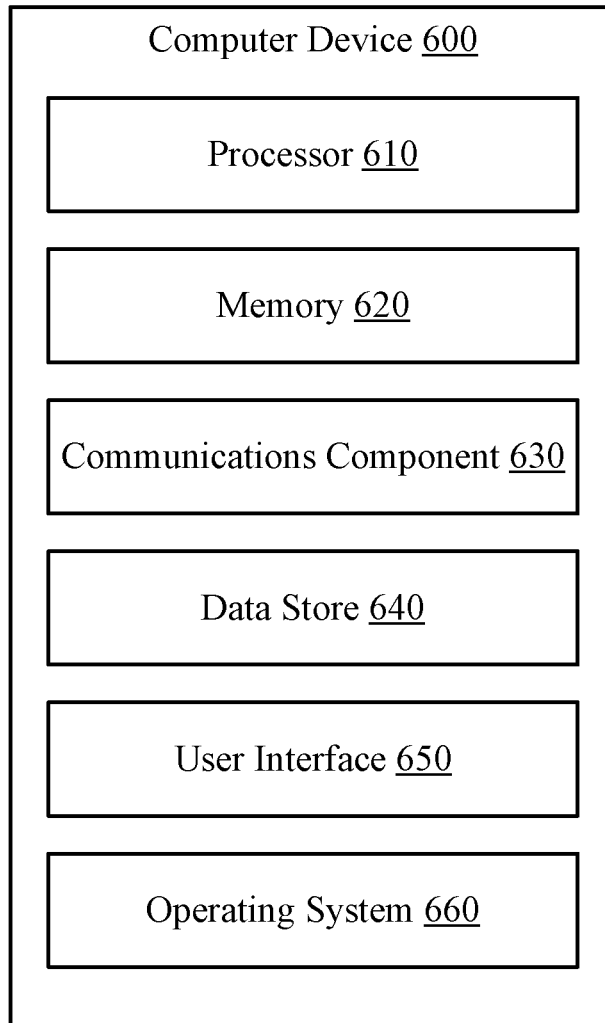 Computer Device 600
Processor 610
Memory 620
Communications Component 630
Data Store 640
User Interface 650
Operating System 660